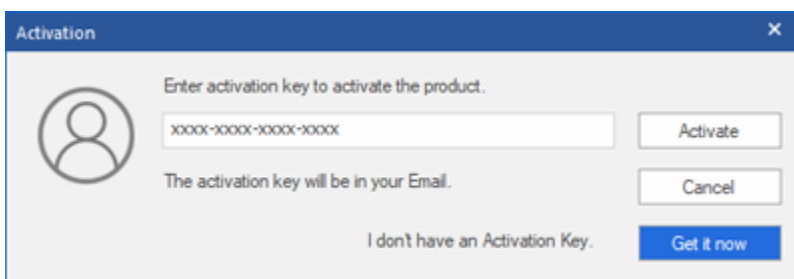 Activation
Enter activation key to activate the product.
xxxx-xxxx-xxxx-xxxx
Activate
The activation key will be in your Email.
Cancel
I don't have an Activation Key.
Get it now